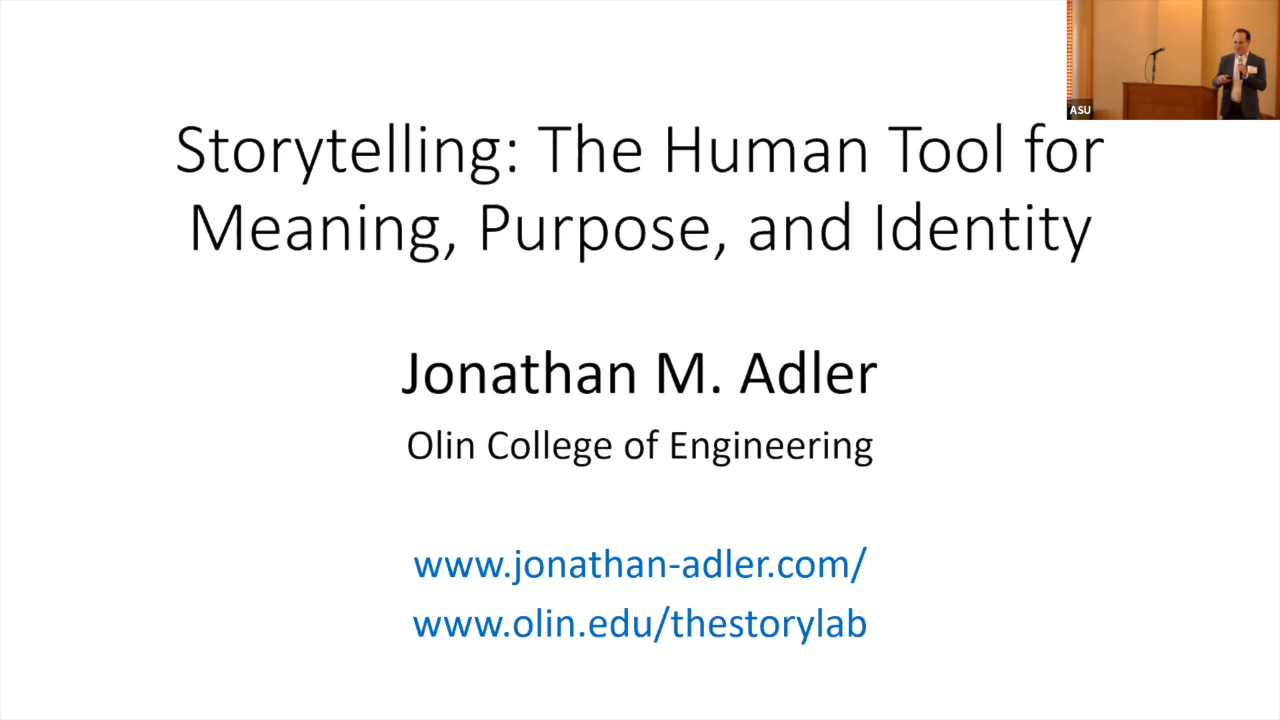 ASU
Storytelling: The Human Tool for
Meaning, Purpose, and Identity
Jonathan M. Adler
Olin College of Engineering
www.jonathan-adler.com/
www.olin.edu/thestorylab